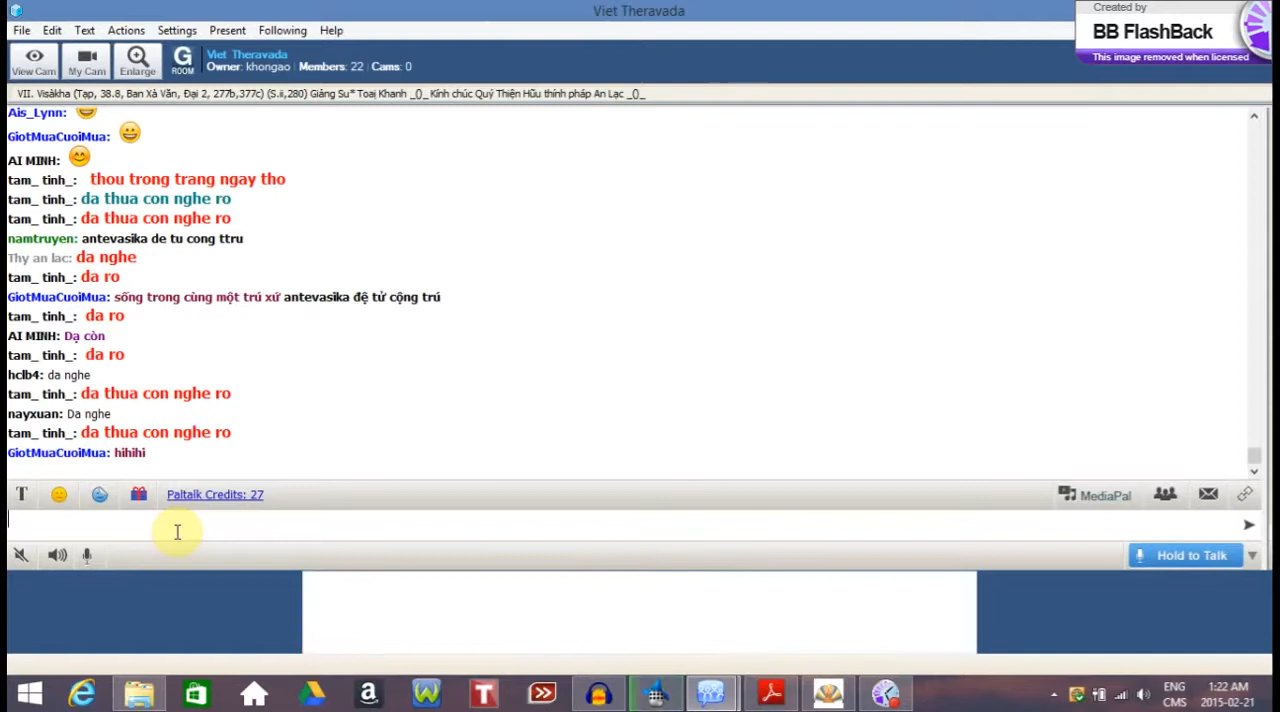 Viet Theravada
Created by
BB FlashBack
This image removed when licensed
File Edit Text Actions Settings Present Following Help
View Cam My Cam Enlarge G ROOM
Viet Theravada
Owner: khongao | Members: 22 | Cams: 0
VII. Visàkha (Tạp, 38.8, Ban Xà Văn, Đại 2, 277b,377c) (S.ii,280) Giảng Sư* Toại Khanh _()_ Kính chúc Quý Thiện Hữu thính pháp An Lạc _()_
Ais_Lynn:
GiotMuaCuoiMua:
AI MINH:
tam_ tinh_: thou trong trang ngay tho
tam_ tinh_: da thua con nghe ro
tam_ tinh_: da thua con nghe ro
namtruyen: antevasika de tu cong ttru
Thy an lac: da nghe
tam_ tinh_: da ro
GiotMuaCuoiMua: sống trong cùng một trú xứ antevasika đệ tử cộng trú
tam_ tinh_: da ro
AI MINH: Dạ còn
tam_ tinh_: da ro
hclb4: da nghe
tam_ tinh_: da thua con nghe ro
nayxuan: Da nghe
tam_ tinh_: da thua con nghe ro
GiotMuaCuoiMua: hihihi
T Paltalk Credits: 27 MediaPal
Hold to Talk
ENG 1:22 AM
CMS 2015-02-21